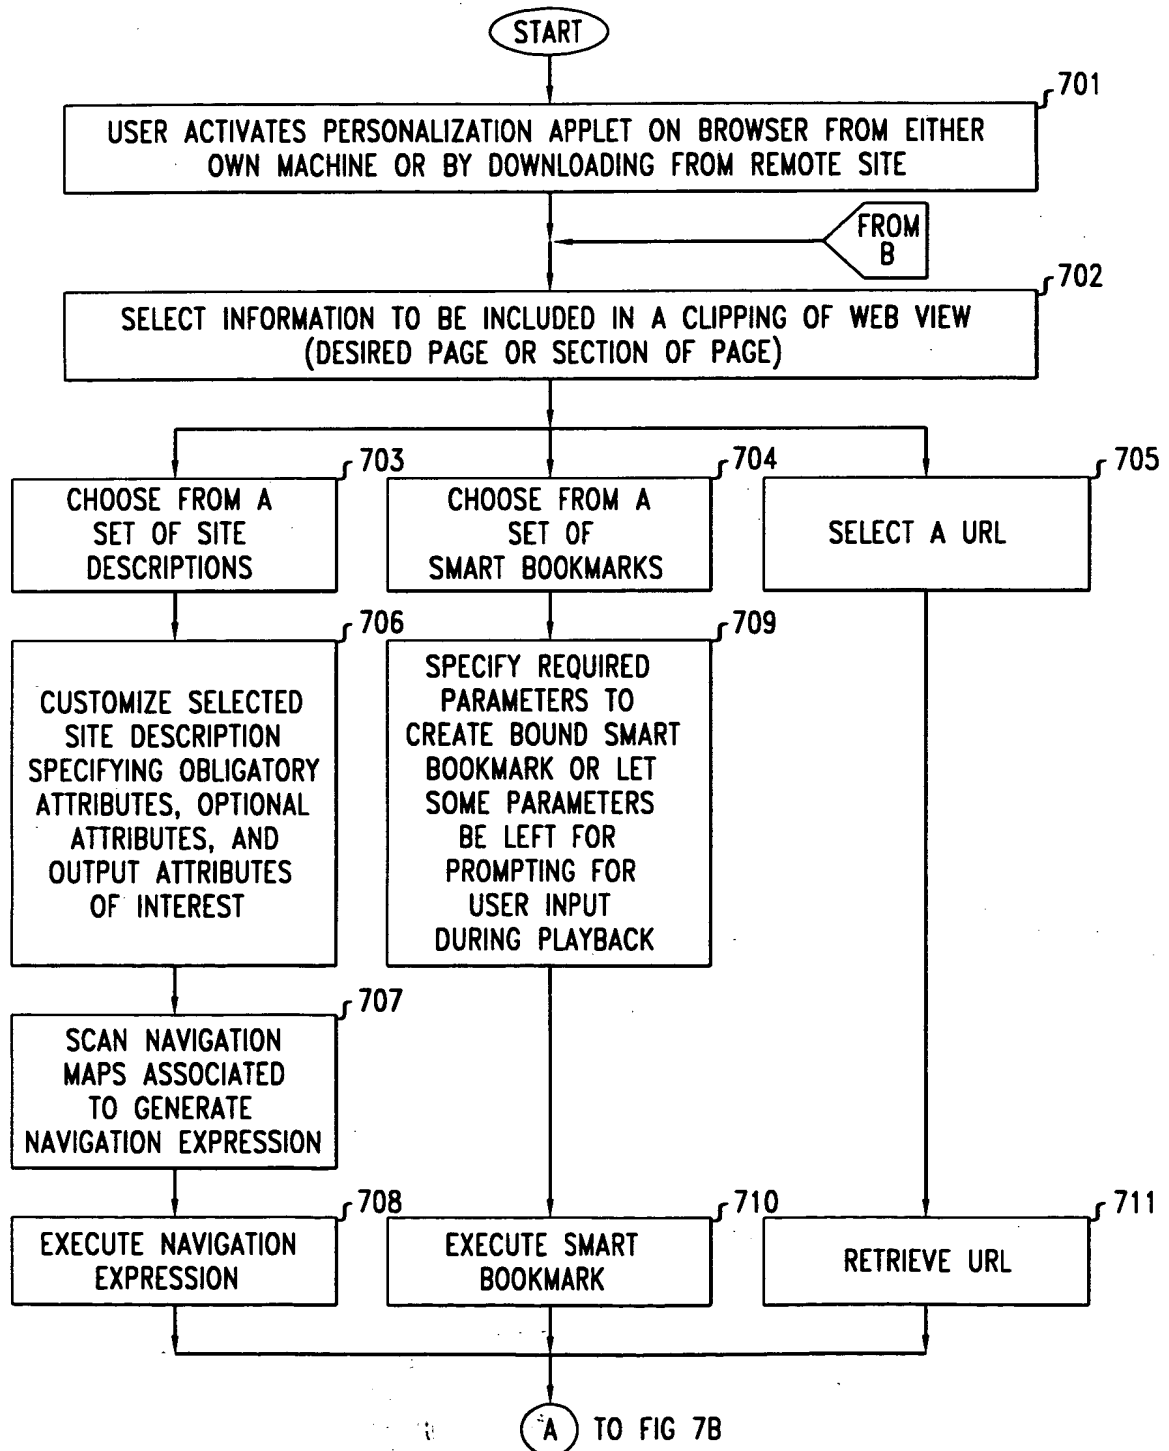 START
701
USER ACTIVATES PERSONALIZATION APPLET ON BROWSER FROM EITHER
OWN MACHINE OR BY DOWNLOADING FROM REMOTE SITE
FROM
B
702
SELECT INFORMATION TO BE INCLUDED IN A CLIPPING OF WEB VIEW
(DESIRED PAGE OR SECTION OF PAGE)
703
CHOOSE FROM A
SET OF SITE
DESCRIPTIONS
704
CHOOSE FROM A
SET OF
SMART BOOKMARKS
705
SELECT A URL
706
CUSTOMIZE SELECTED
SITE DESCRIPTION
SPECIFYING OBLIGATORY
ATTRIBUTES, OPTIONAL
ATTRIBUTES, AND
OUTPUT ATTRIBUTES
OF INTEREST
709
SPECIFY REQUIRED
PARAMETERS TO
CREATE BOUND SMART
BOOKMARK OR LET
SOME PARAMETERS
BE LEFT FOR
PROMPTING FOR
USER INPUT
DURING PLAYBACK
707
SCAN NAVIGATION
MAPS ASSOCIATED
TO GENERATE
NAVIGATION EXPRESSION
708
EXECUTE NAVIGATION
EXPRESSION
710
EXECUTE SMART
BOOKMARK
711
RETRIEVE URL
A TO FIG 7B